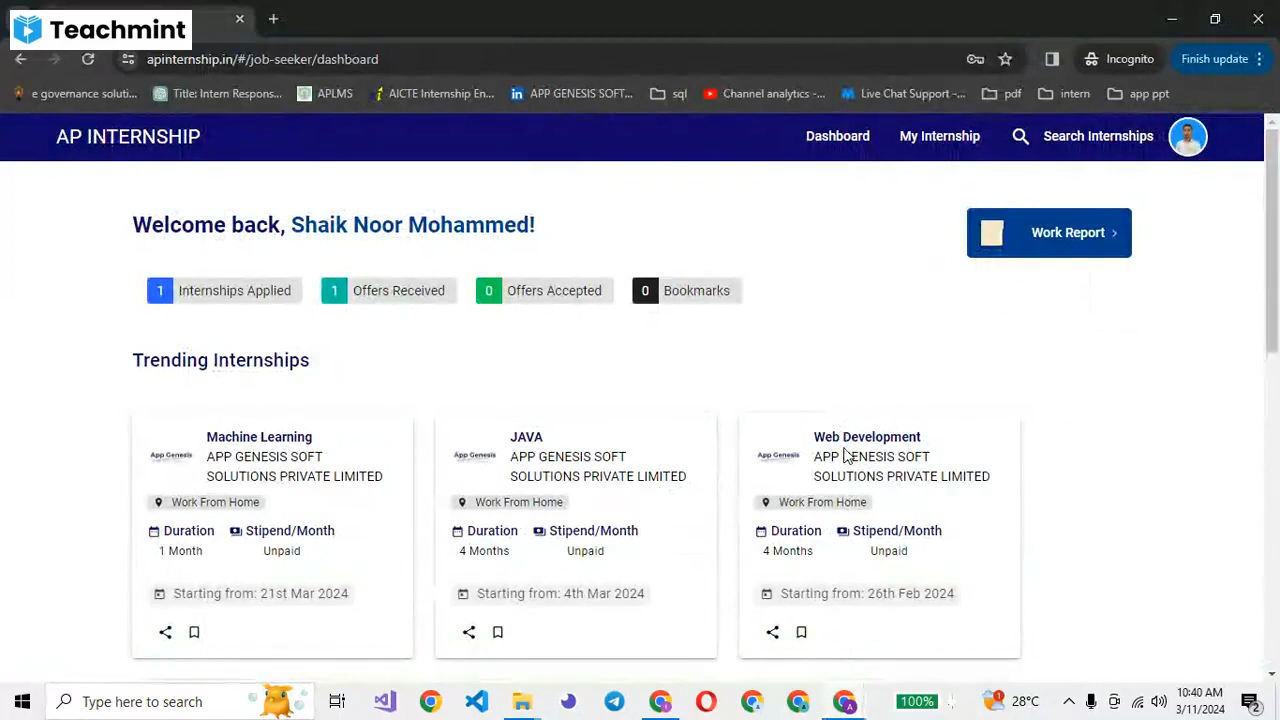 Teachmint
apinternship.in/#/job-seeker/dashboard
Incognito
Finish update
e governance soluti...
Title: Intern Respons...
APLMS
AICTE Internship En...
APP GENESIS SOFT...
sql
Channel analytics -...
Live Chat Support -...
pdf
intern
app ppt
AP INTERNSHIP
Dashboard
My Internship
Search Internships
Welcome back, Shaik Noor Mohammed!
Work Report
1 Internships Applied
1 Offers Received
0 Offers Accepted
0 Bookmarks
Trending Internships
Machine Learning
App Genesis
APP GENESIS SOFT
SOLUTIONS PRIVATE LIMITED
Work From Home
Duration
Stipend/Month
1 Month
Unpaid
Starting from: 21st Mar 2024
JAVA
App Genesis
APP GENESIS SOFT
SOLUTIONS PRIVATE LIMITED
Work From Home
Duration
Stipend/Month
4 Months
Unpaid
Starting from: 4th Mar 2024
Web Development
App Genesis
APP GENESIS SOFT
SOLUTIONS PRIVATE LIMITED
Work From Home
Duration
Stipend/Month
4 Months
Unpaid
Starting from: 26th Feb 2024
Type here to search
100%
28°C
10:40 AM
3/11/2024
2